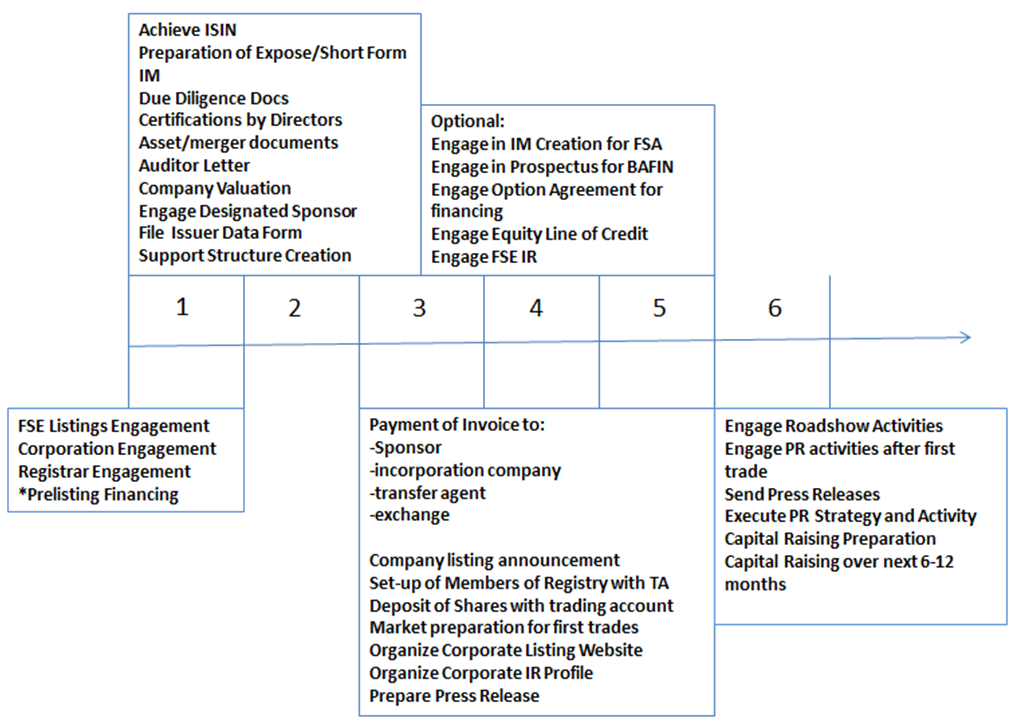 Achieve ISIN
Preparation of Expose/Short Form
IM
Due Diligence Docs
Certifications by Directors
Asset/merger documents
Auditor Letter
Company Valuation
Engage Designated Sponsor
File Issuer Data Form
Support Structure Creation
Optional:
Engage in IM Creation for FSA
Engage in Prospectus for BAFIN
Engage Option Agreement for
financing
Engage Equity Line of Credit
Engage FSE IR
1 2 3 4 5 6
FSE Listings Engagement
Corporation Engagement
Registrar Engagement
*Prelisting Financing
Payment of Invoice to:
-Sponsor
-incorporation company
-transfer agent
-exchange
Company listing announcement
Set-up of Members of Registry with TA
Deposit of Shares with trading account
Market preparation for first trades
Organize Corporate Listing Website
Organize Corporate IR Profile
Prepare Press Release
Engage Roadshow Activities
Engage PR activities after first
trade
Send Press Releases
Execute PR Strategy and Activity
Capital Raising Preparation
Capital Raising over next 6-12
months